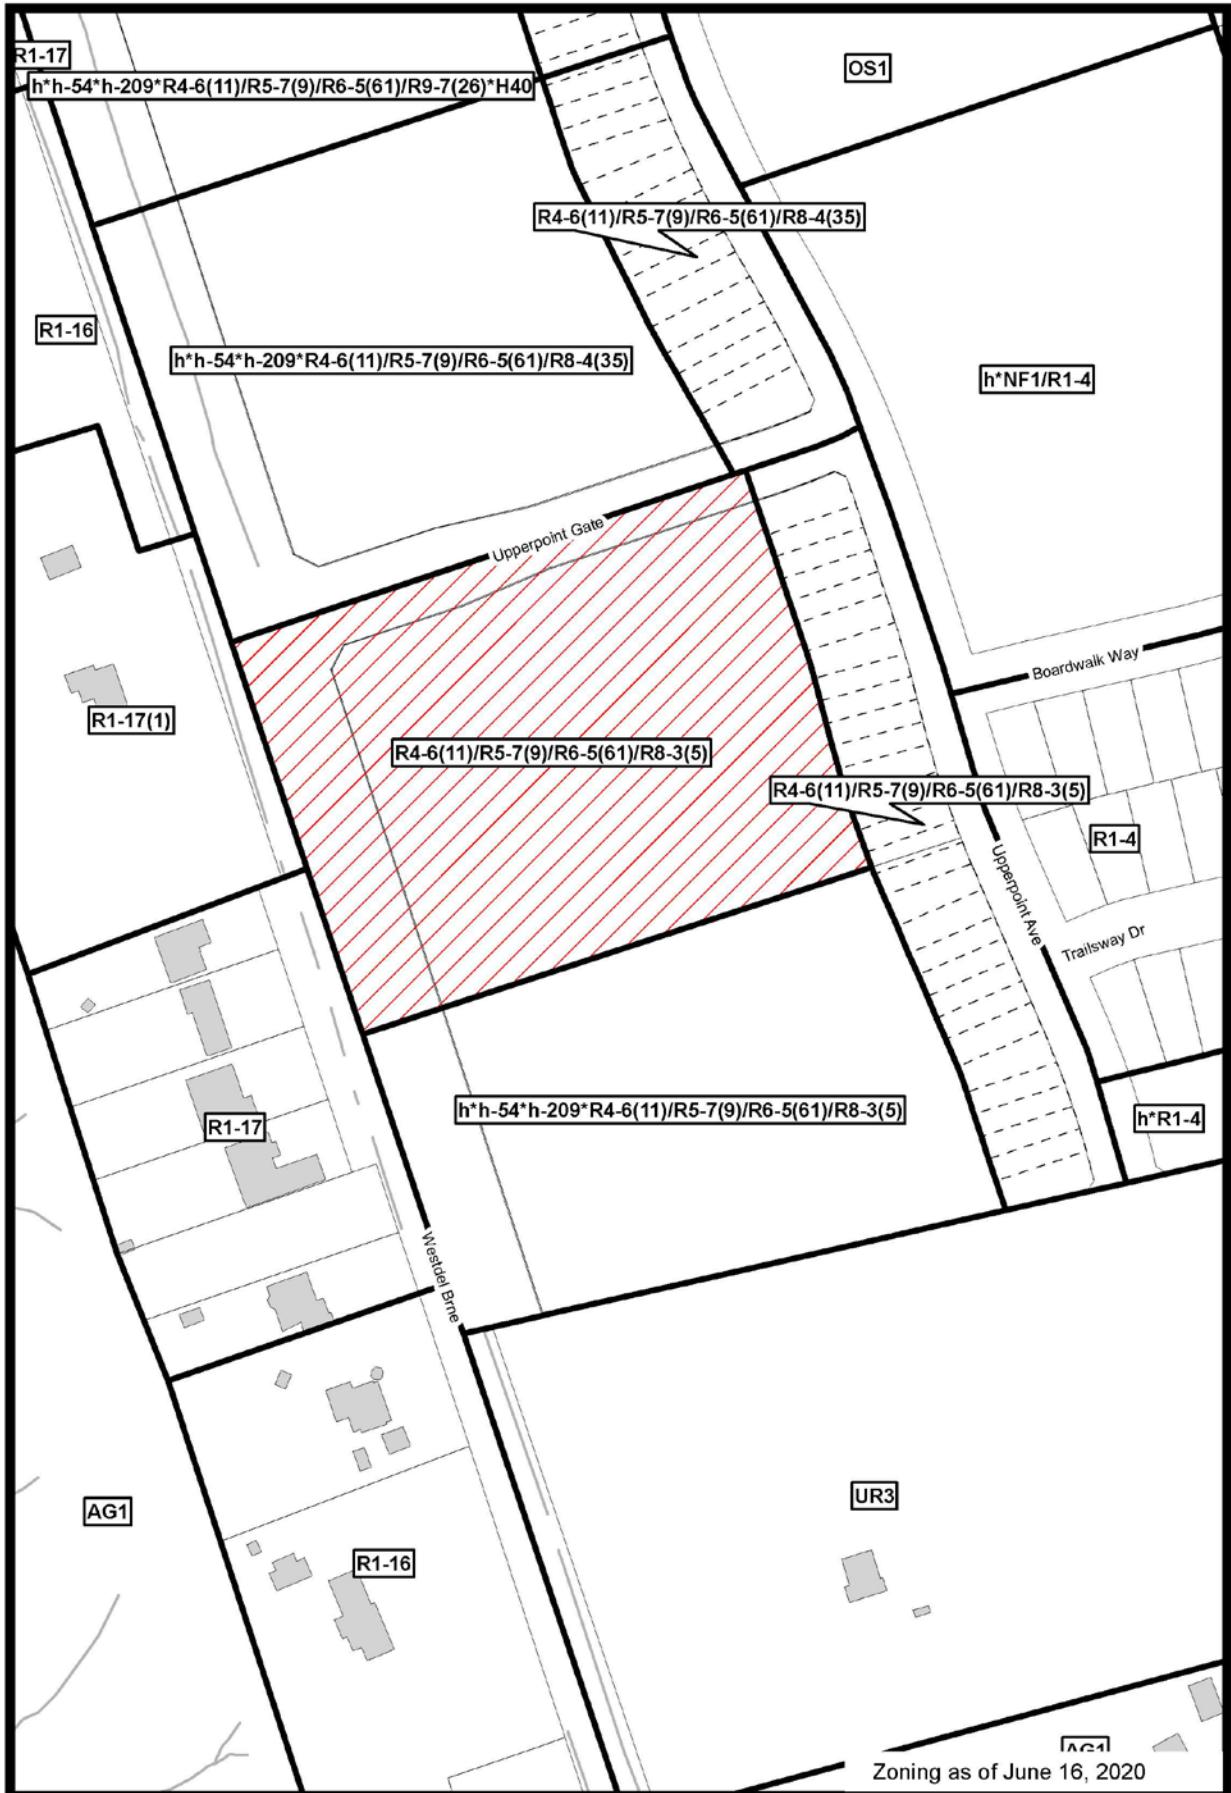 R1-17
OS1
h*h-54*h-209*R4-6(11)/R5-7(9)/R6-5(61)/R9-7(26)*H40
R4-6(11)/R5-7(9)/R6-5(61)/R8-4(35)
R1-16
h*h-54*h-209*R4-6(11)/R5-7(9)/R6-5(61)/R8-4(35)
h*NF1/R1-4
Upperpoint Gate
Boardwalk Way
R1-17(1)
R4-6(11)/R5-7(9)/R6-5(61)/R8-3(5)
R4-6(11)/R5-7(9)/R6-5(61)/R8-3(5)
R1-4
Upperpoint Ave
Trailsway Dr
h*h-54*h-209*R4-6(11)/R5-7(9)/R6-5(61)/R8-3(5)
h*R1-4
R1-17
Westdel Brne
UR3
AG1
R1-16
AG1
Zoning as of June 16, 2020